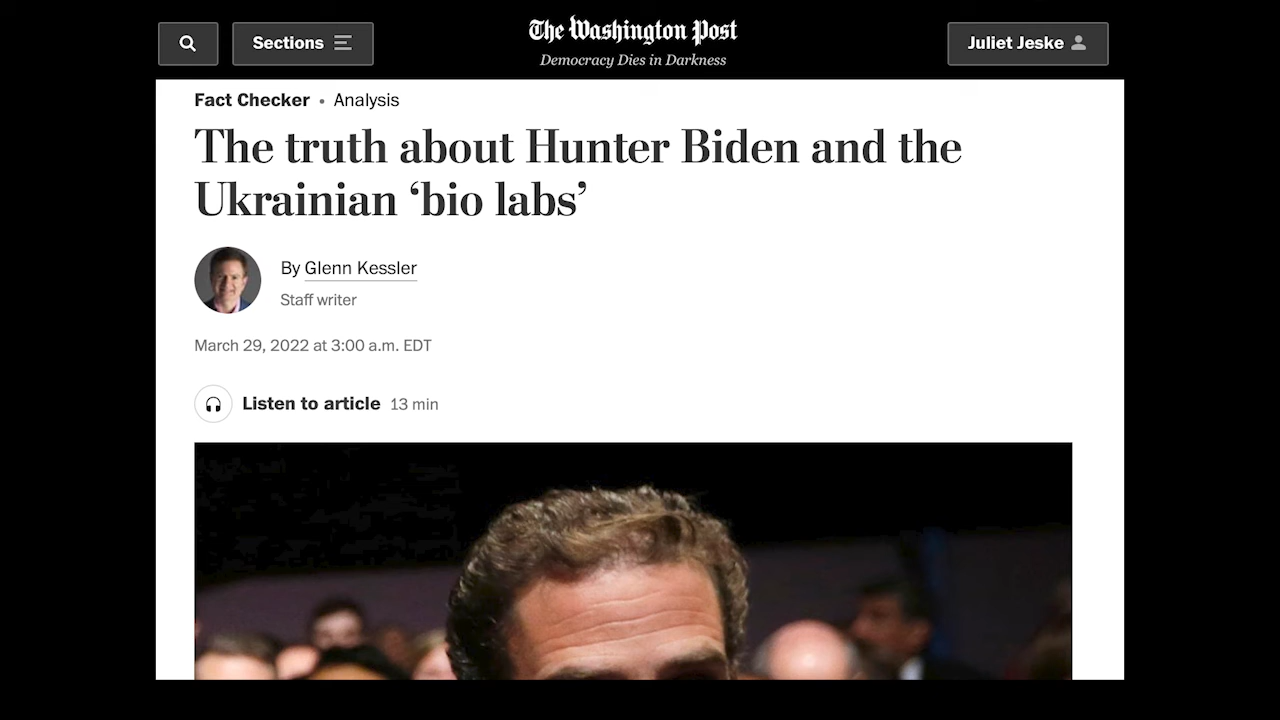 Sections
The Washington Post
Democracy Dies in Darkness
Juliet Jeske
Fact Checker • Analysis
The truth about Hunter Biden and the
Ukrainian ‘bio labs’
By Glenn Kessler
Staff writer
March 29, 2022 at 3:00 a.m. EDT
Listen to article 13 min